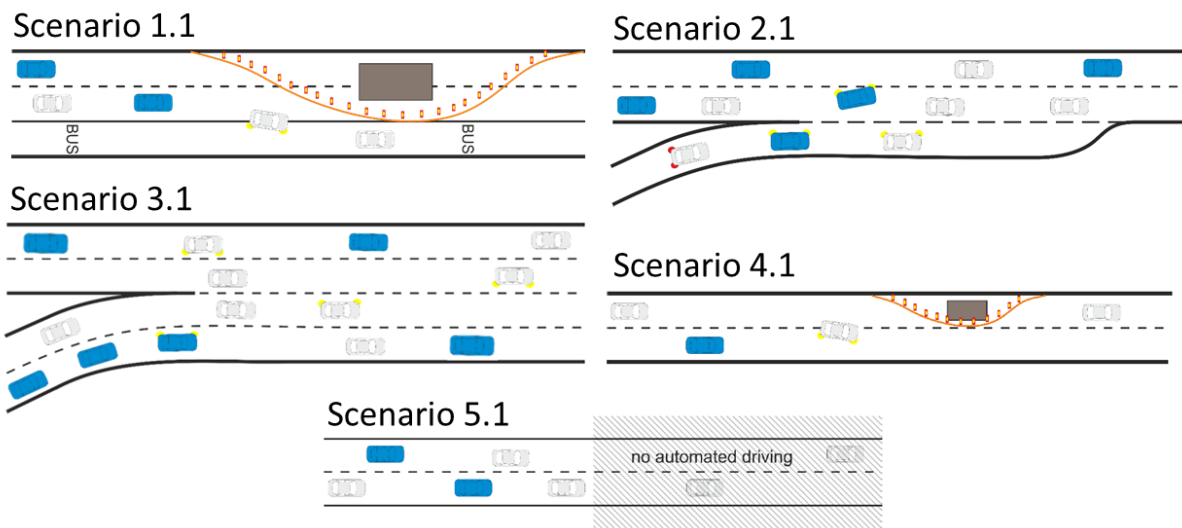 Scenario 1.1
BUS
BUS
Scenario 2.1
Scenario 3.1
Scenario 4.1
Scenario 5.1
no automated driving